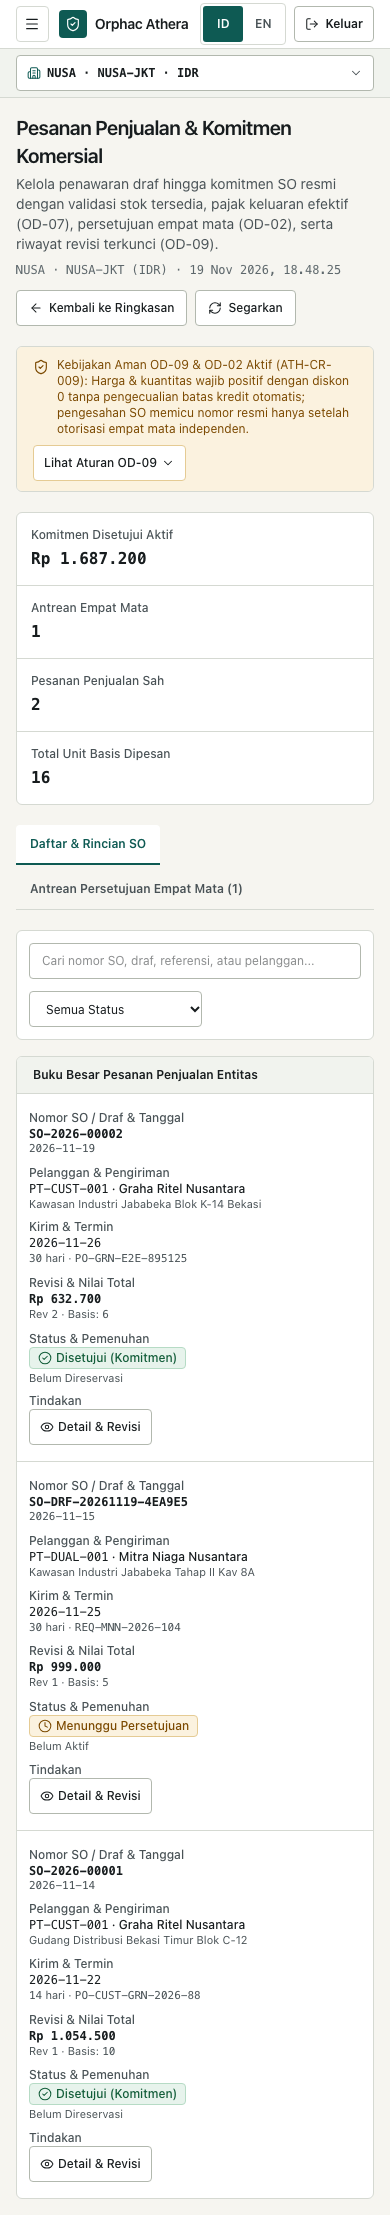 Orphac Athera
ID
EN
Keluar
NUSA · NUSA-JKT · IDR
Pesanan Penjualan & Komitmen
Komersial
Kelola penawaran draf hingga komitmen SO resmi
dengan validasi stok tersedia, pajak keluaran efektif
(OD-07), persetujuan empat mata (OD-02), serta
riwayat revisi terkunci (OD-09).
NUSA · NUSA-JKT (IDR) · 19 Nov 2026, 18.48.25
Kembali ke Ringkasan
Segarkan
Kebijakan Aman OD-09 & OD-02 Aktif (ATH-CR-
009): Harga & kuantitas wajib positif dengan diskon
0 tanpa pengecualian batas kredit otomatis;
pengesahan SO memicu nomor resmi hanya setelah
otorisasi empat mata independen.
Lihat Aturan OD-09
Komitmen Disetujui Aktif
Rp 1.687.200
Antrean Empat Mata
1
Pesanan Penjualan Sah
2
Total Unit Basis Dipesan
16
Daftar & Rincian SO
Antrean Persetujuan Empat Mata (1)
Cari nomor SO, draf, referensi, atau pelanggan...
Semua Status
Buku Besar Pesanan Penjualan Entitas
Nomor SO / Draf & Tanggal
SO-2026-00002
2026-11-19
Pelanggan & Pengiriman
PT-CUST-001 · Graha Ritel Nusantara
Kawasan Industri Jababeka Blok K-14 Bekasi
Kirim & Termin
2026-11-26
30 hari · PO-GRN-E2E-895125
Revisi & Nilai Total
Rp 632.700
Rev 2 · Basis: 6
Status & Pemenuhan
Disetujui (Komitmen)
Belum Direservasi
Tindakan
Detail & Revisi
Nomor SO / Draf & Tanggal
SO-DRF-20261119-4EA9E5
2026-11-15
Pelanggan & Pengiriman
PT-DUAL-001 · Mitra Niaga Nusantara
Kawasan Industri Jababeka Tahap II Kav 8A
Kirim & Termin
2026-11-25
30 hari · REQ-MNN-2026-104
Revisi & Nilai Total
Rp 999.000
Rev 1 · Basis: 5
Status & Pemenuhan
Menunggu Persetujuan
Belum Aktif
Tindakan
Detail & Revisi
Nomor SO / Draf & Tanggal
SO-2026-00001
2026-11-14
Pelanggan & Pengiriman
PT-CUST-001 · Graha Ritel Nusantara
Gudang Distribusi Bekasi Timur Blok C-12
Kirim & Termin
2026-11-22
14 hari · PO-CUST-GRN-2026-88
Revisi & Nilai Total
Rp 1.054.500
Rev 1 · Basis: 10
Status & Pemenuhan
Disetujui (Komitmen)
Belum Direservasi
Tindakan
Detail & Revisi